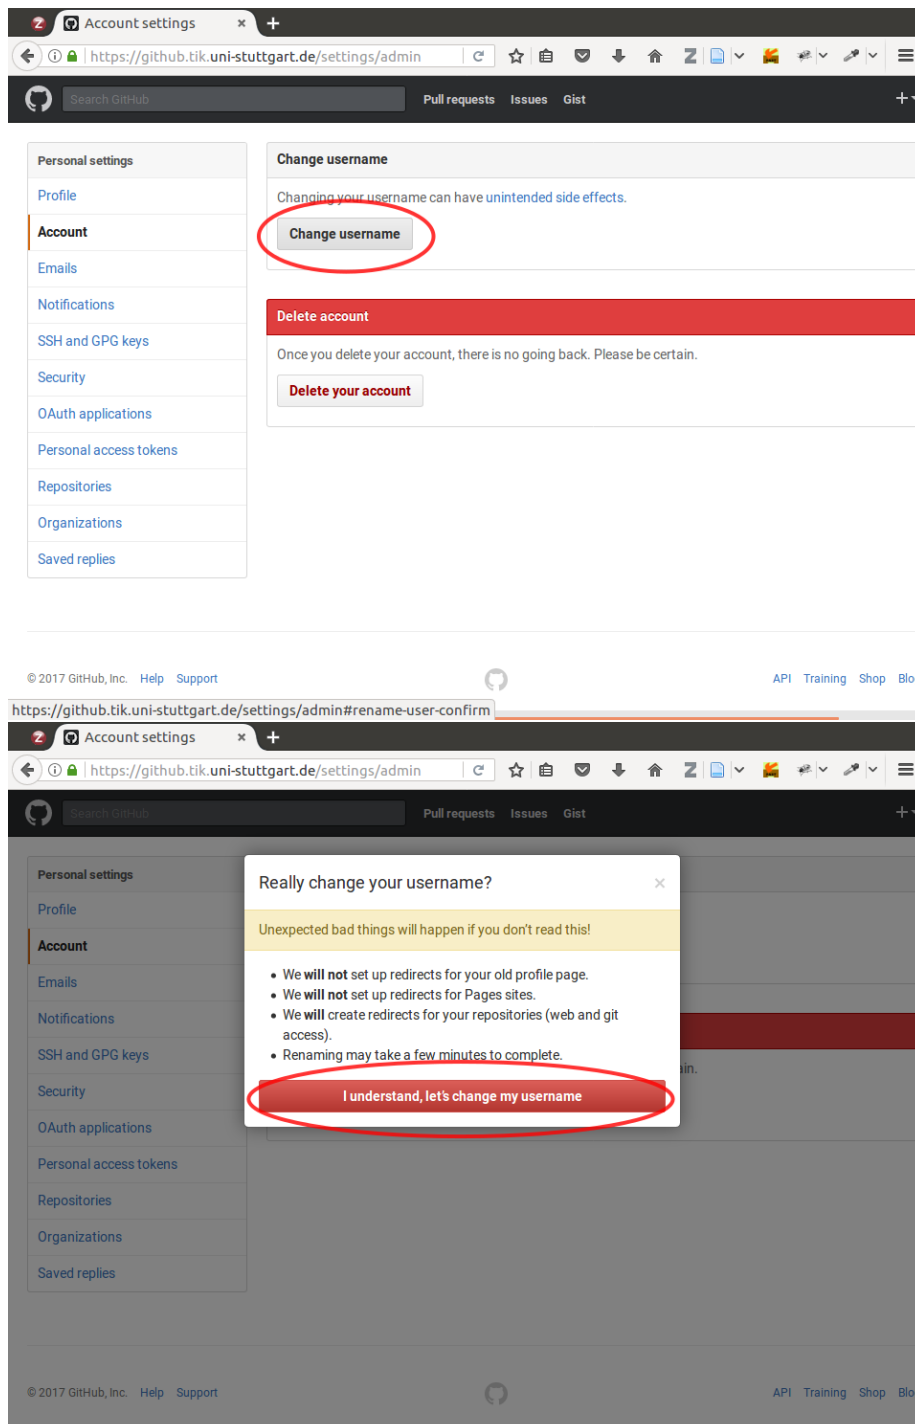 Account settings × +
https://github.tik.uni-stuttgart.de/settings/admin
Search GitHub Pull requests Issues Gist +
Personal settings
Profile
Account
Emails
Notifications
SSH and GPG keys
Security
OAuth applications
Personal access tokens
Repositories
Organizations
Saved replies
Change username
Changing your username can have unintended side effects.
Change username
Delete account
Once you delete your account, there is no going back. Please be certain.
Delete your account
© 2017 GitHub, Inc. Help Support API Training Shop Blo
https://github.tik.uni-stuttgart.de/settings/admin#rename-user-confirm
Account settings × +
https://github.tik.uni-stuttgart.de/settings/admin
Search GitHub Pull requests Issues Gist +
Personal settings
Profile
Account
Emails
Notifications
SSH and GPG keys
Security
OAuth applications
Personal access tokens
Repositories
Organizations
Saved replies
Really change your username? ×
Unexpected bad things will happen if you don't read this!
• We will not set up redirects for your old profile page.
• We will not set up redirects for Pages sites.
• We will create redirects for your repositories (web and git
access).
• Renaming may take a few minutes to complete.
I understand, let's change my username
ain.
© 2017 GitHub, Inc. Help Support API Training Shop Blo